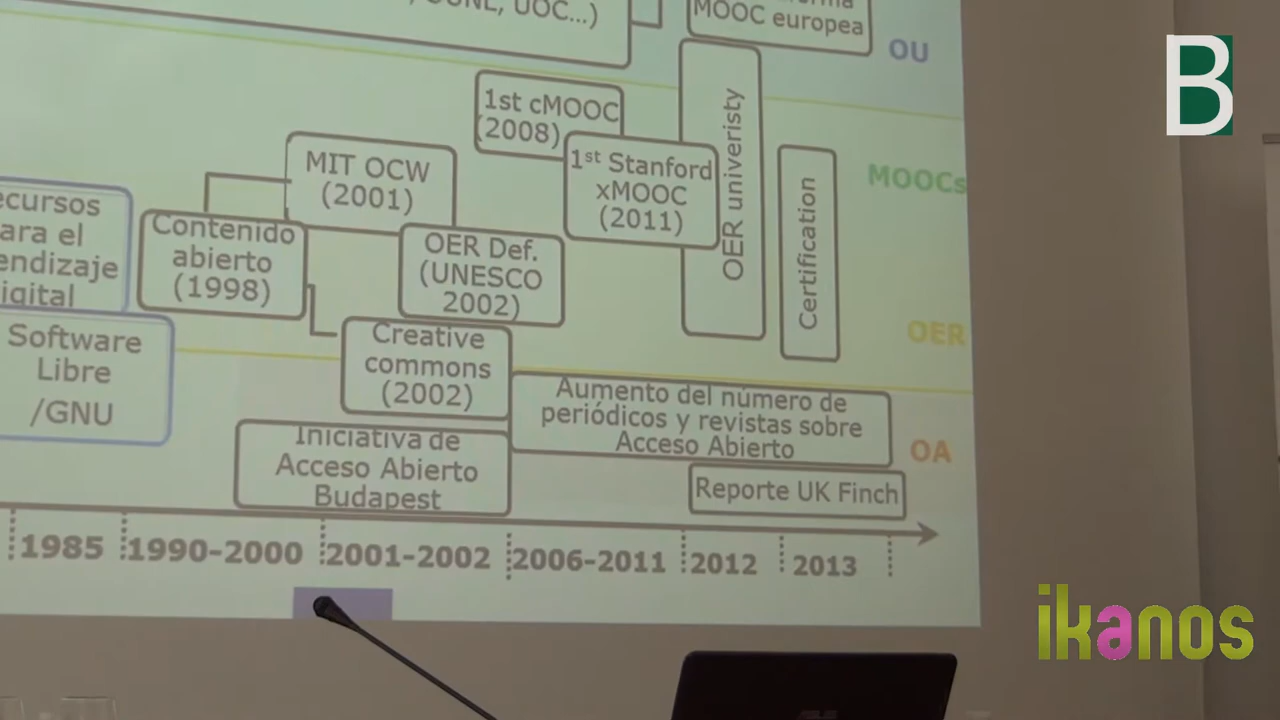 UOC...)
MOOC europea
OU
B
1st cMOOC
(2008)
OER univeristy
MIT OCW
(2001)
1st Stanford
xMOOC
(2011)
Certification
MOOCs
ara el
Contenido
abierto
(1998)
OER Def.
(UNESCO
2002)
OER
Software
Libre
/GNU
Creative
commons
(2002)
Aumento del número de
periódicos y revistas sobre
Acceso Abierto
OA
Iniciativa de
Acceso Abierto
Budapest
Reporte UK Finch
1985
1990-2000
2001-2002
2006-2011
2012
2013
ikanos
ASUS